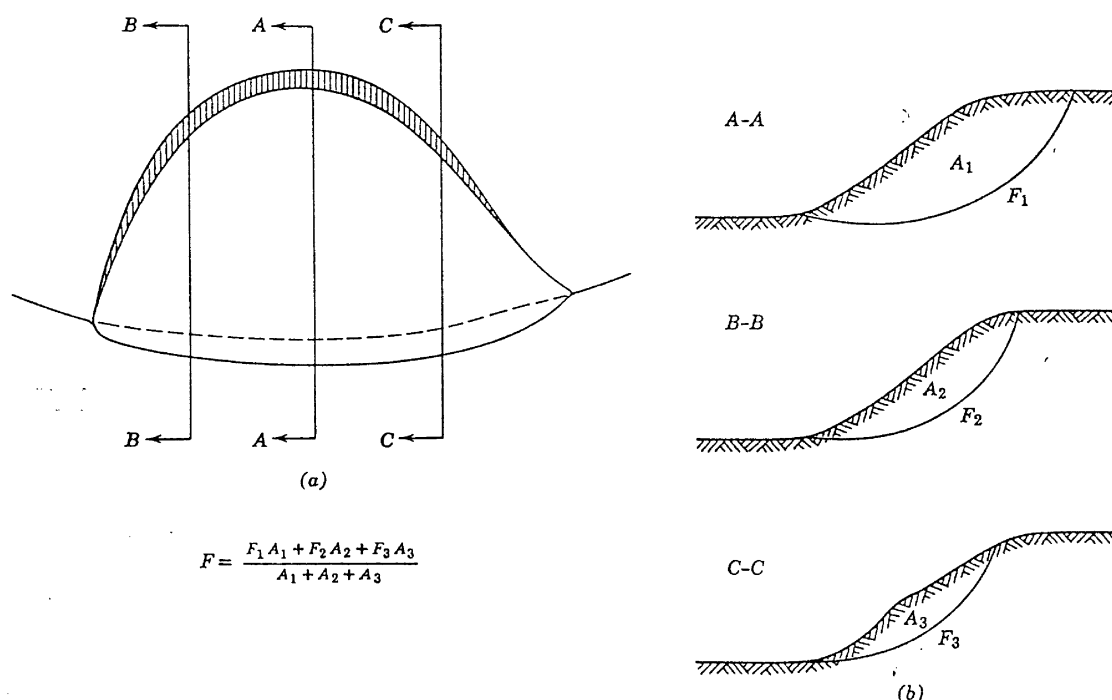 B A C
A-A
A₁
F₁
B-B
A₂
F₂
B A C
(a)
F = (F₁A₁ + F₂A₂ + F₃A₃) / (A₁ + A₂ + A₃)
C-C
A₃
F₃
(b)